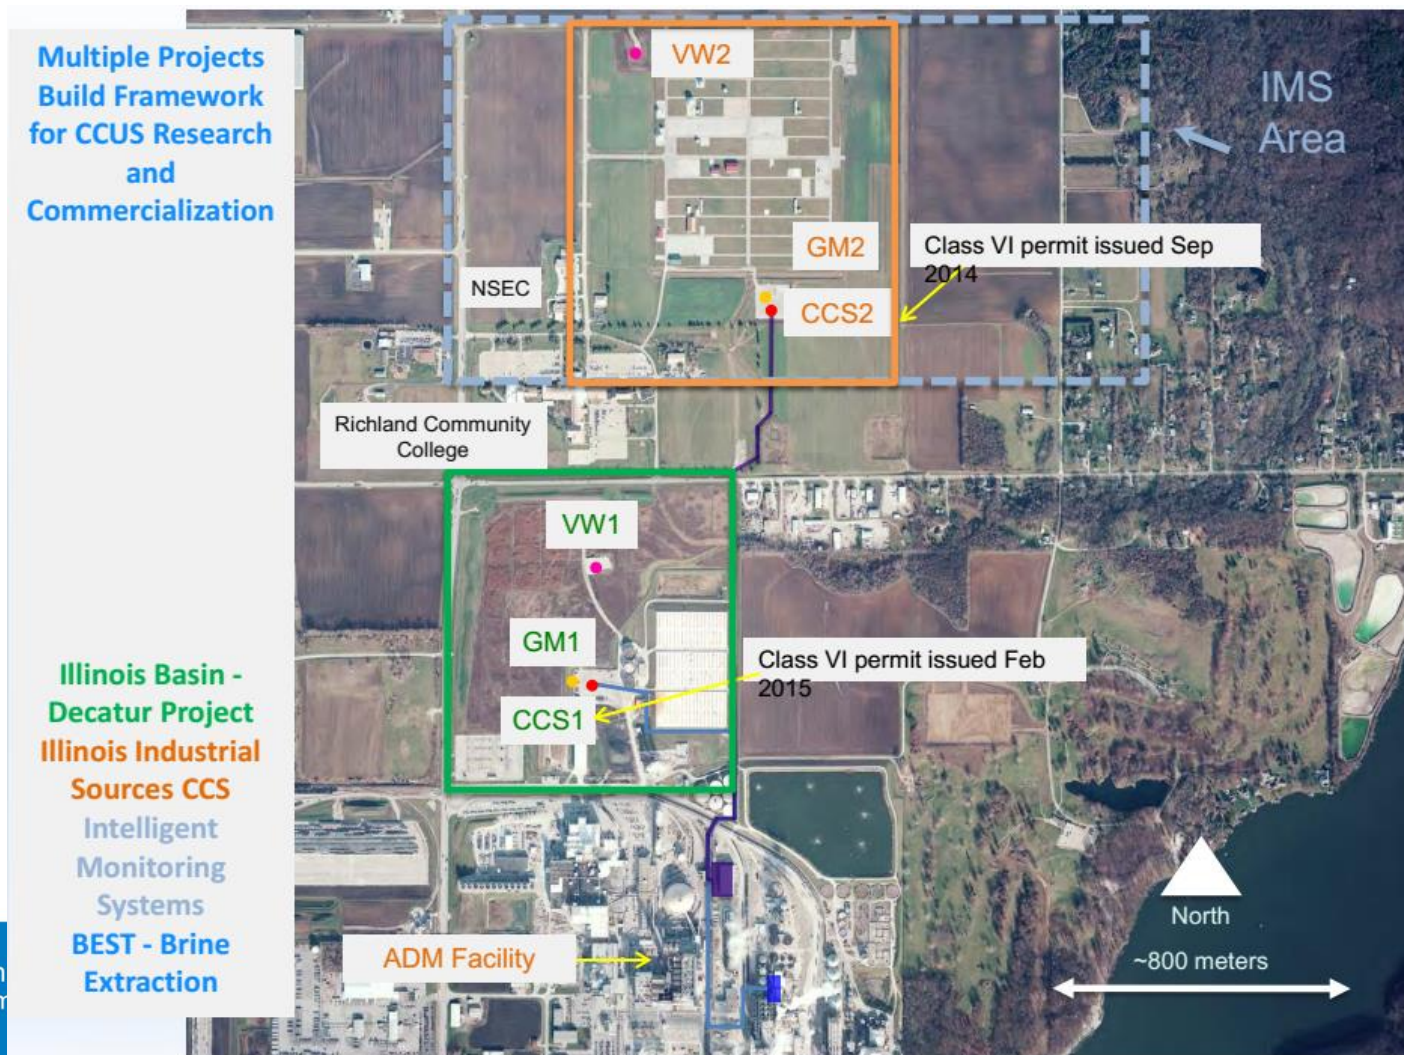 Multiple Projects
Build Framework
for CCUS Research
and
Commercialization
Illinois Basin -
Decatur Project
Illinois Industrial
Sources CCS
Intelligent
Monitoring
Systems
BEST - Brine
Extraction
VW2
IMS
Area
GM2
Class VI permit issued Sep
2014
NSEC
CCS2
Richland Community
College
VW1
GM1
Class VI permit issued Feb
2015
CCS1
ADM Facility
North
~800 meters